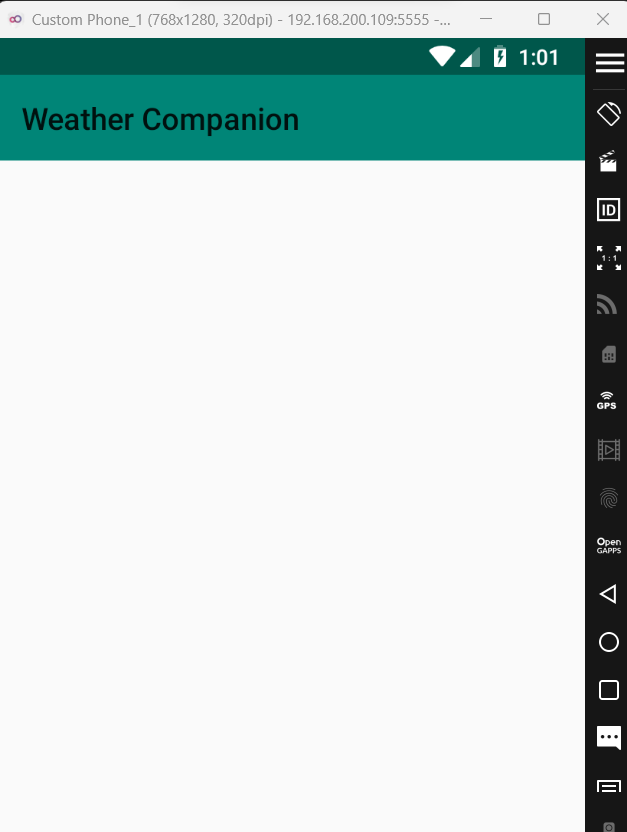 Custom Phone_1 (768x1280, 320dpi) - 192.168.200.109:5555 -...
1:01
Weather Companion
ID
1 : 1
GPS
Open
GAPPS